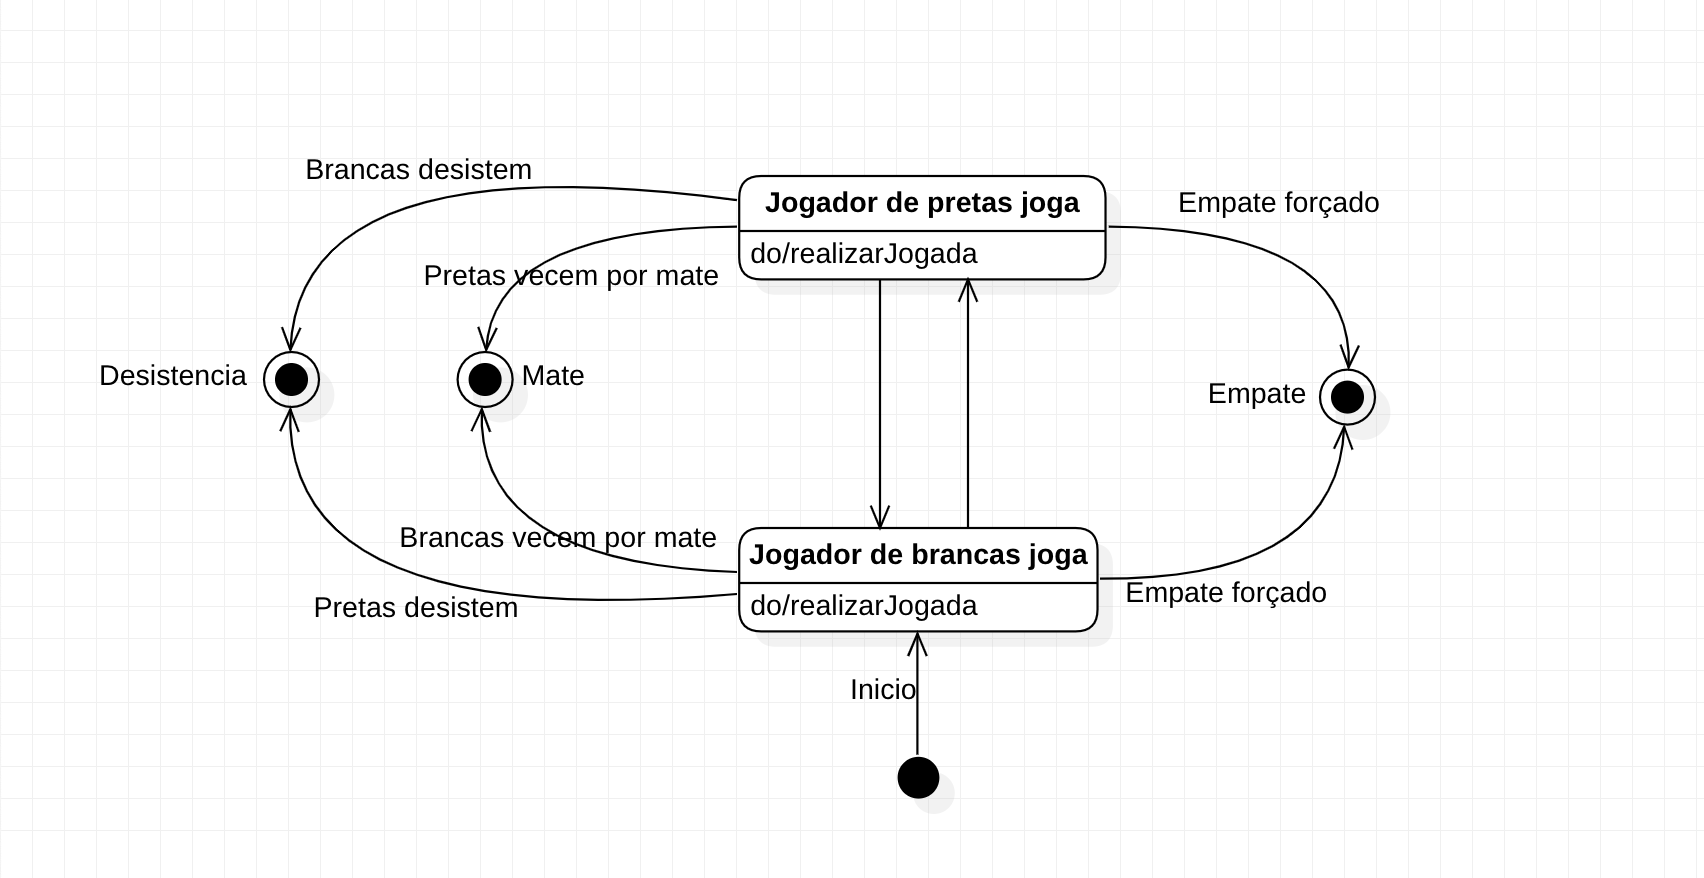 Brancas desistem
Jogador de pretas joga
Empate forçado
do/realizarJogada
Pretas vecem por mate
Desistencia
Mate
Empate
Brancas vecem por mate
Jogador de brancas joga
do/realizarJogada
Empate forçado
Pretas desistem
Inicio